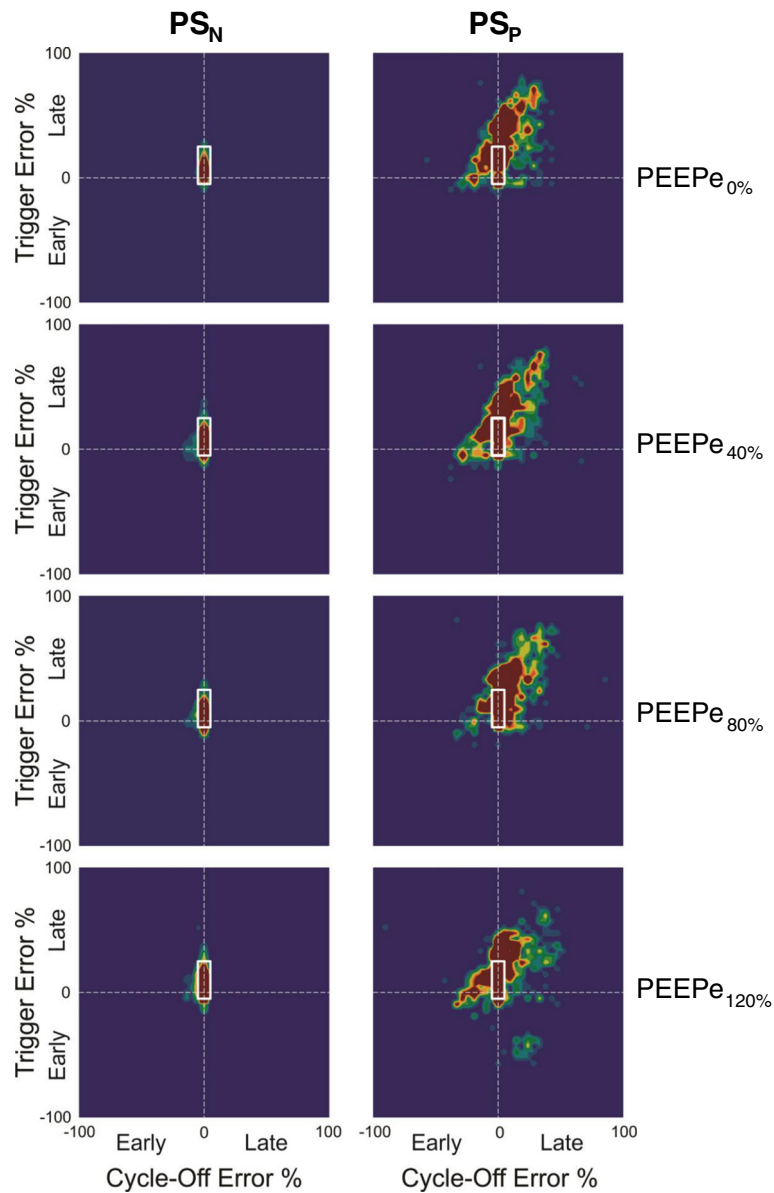 PSN PSP
100
Late
0
Trigger Error %
Early
-100
PEEPe0%
100
Late
0
Trigger Error %
Early
-100
PEEPe40%
100
Late
0
Trigger Error %
Early
-100
PEEPe80%
100
Late
0
Trigger Error %
Early
-100
PEEPe120%
-100 Early 0 Late 100 -100 Early 0 Late 100
Cycle-Off Error % Cycle-Off Error %